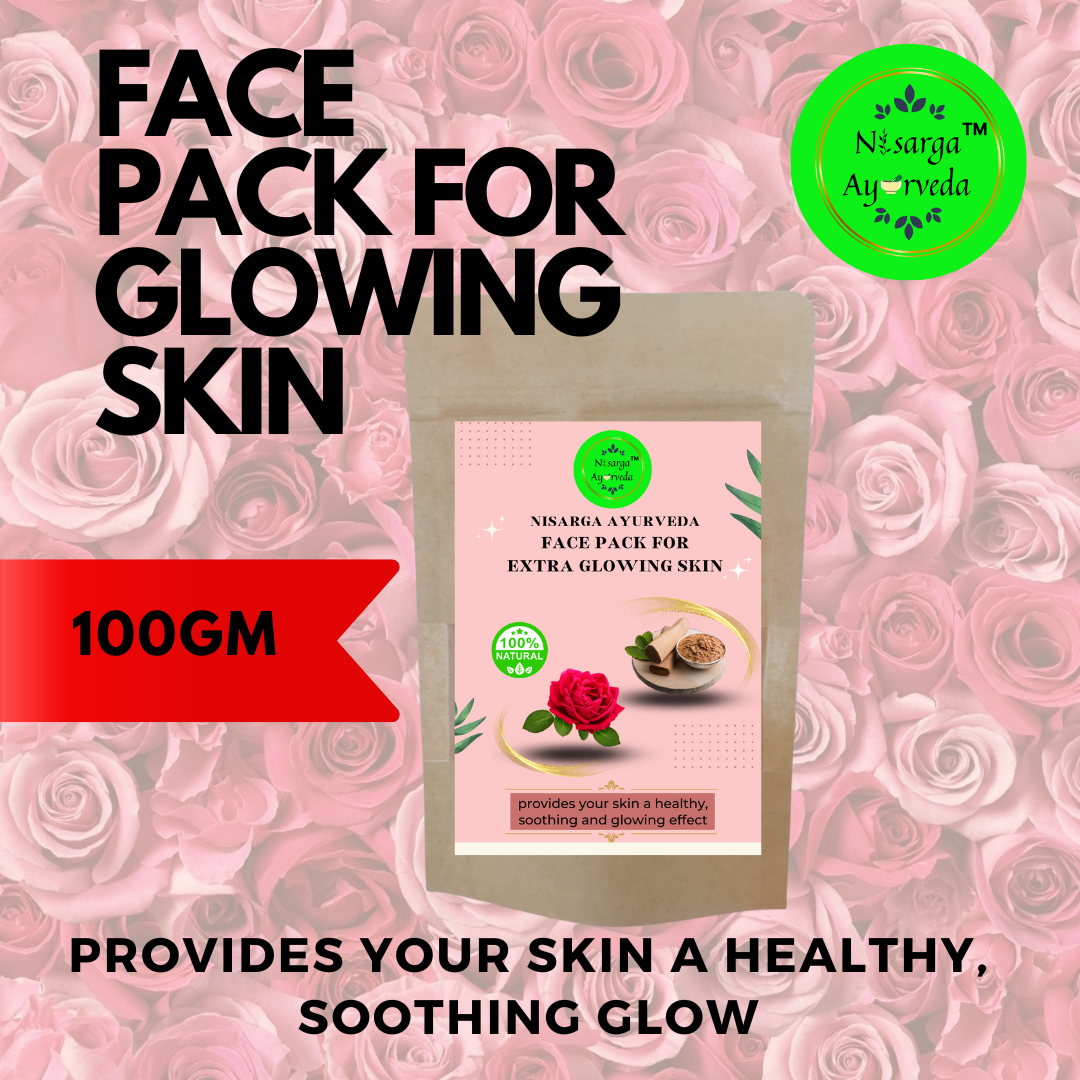 FACE
PACK FOR
GLOWING
SKIN
Nisarga™
Ayurveda
100GM
Nisarga™
Ayurveda
NISARGA AYURVEDA
FACE PACK FOR
EXTRA GLOWING SKIN
100%
NATURAL
provides your skin a healthy,
soothing and glowing effect
PROVIDES YOUR SKIN A HEALTHY,
SOOTHING GLOW